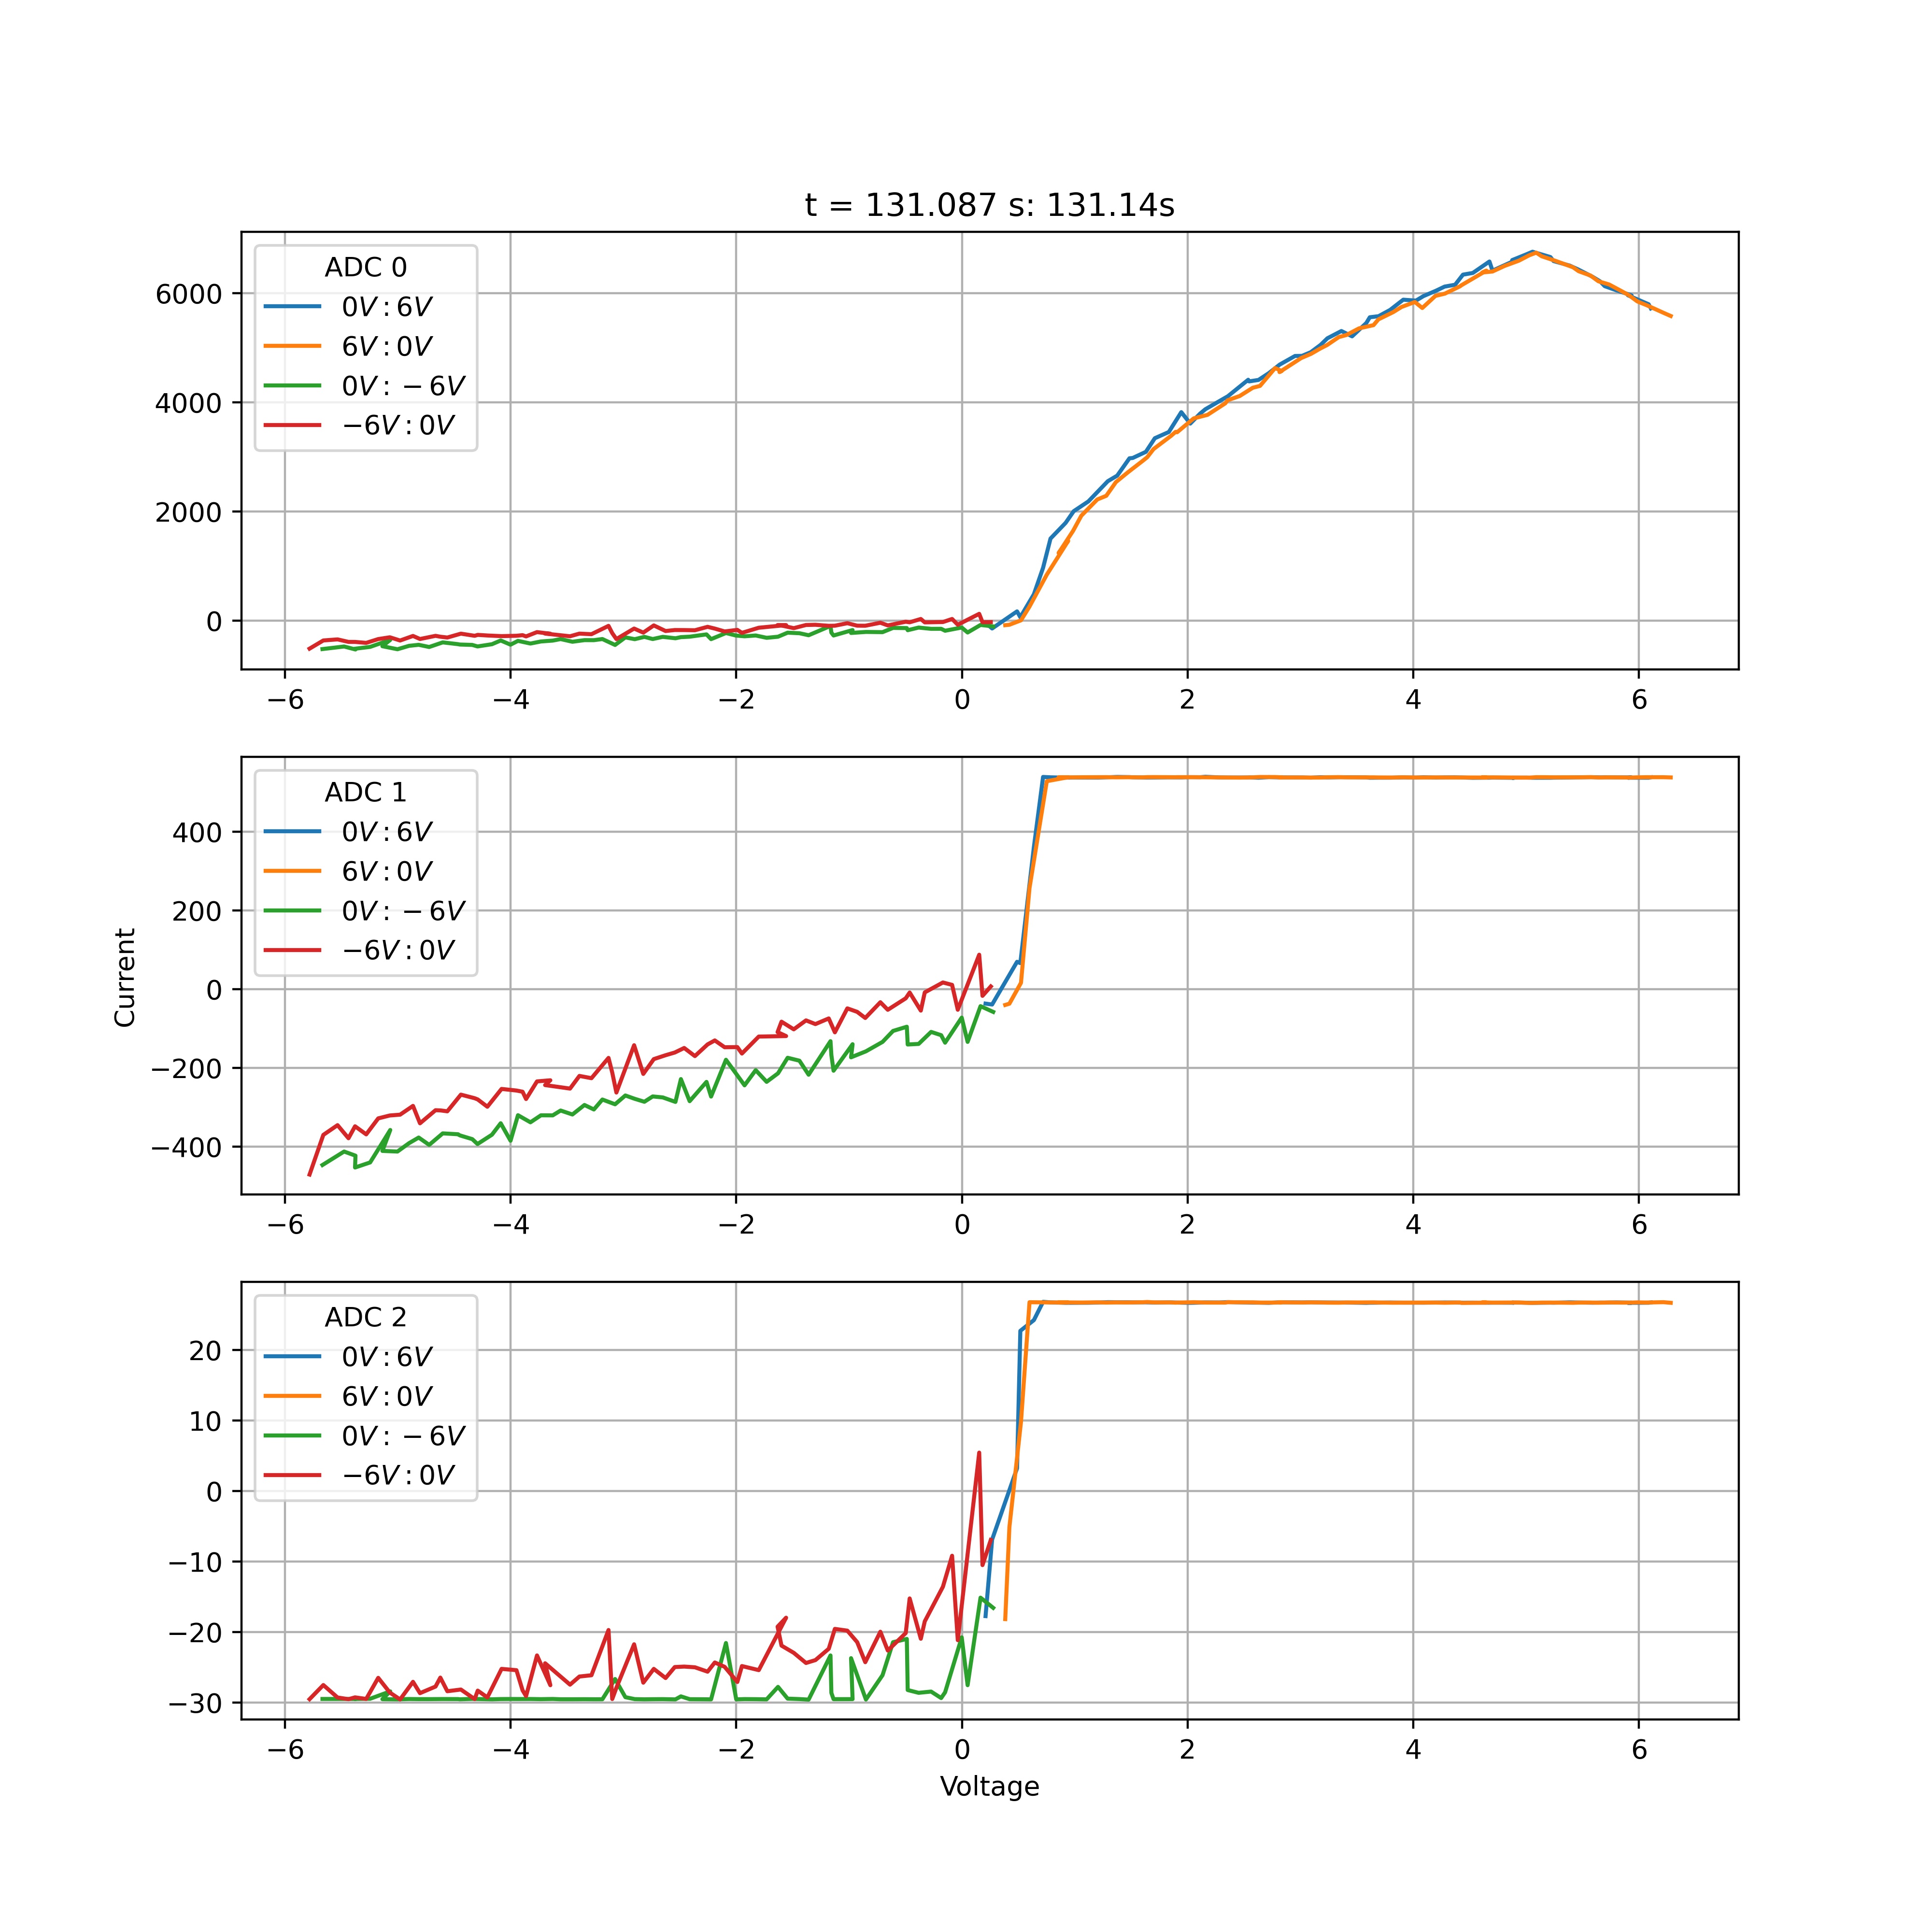 t = 131.087 s: 131.14s
ADC 0
0V : 6V
6V : 0V
0V : −6V
−6V : 0V
6000
4000
2000
0
−6 −4 −2 0 2 4 6
ADC 1
0V : 6V
6V : 0V
0V : −6V
−6V : 0V
400
200
0
−200
−400
Current
−6 −4 −2 0 2 4 6
ADC 2
0V : 6V
6V : 0V
0V : −6V
−6V : 0V
20
10
0
−10
−20
−30
−6 −4 −2 0 2 4 6
Voltage